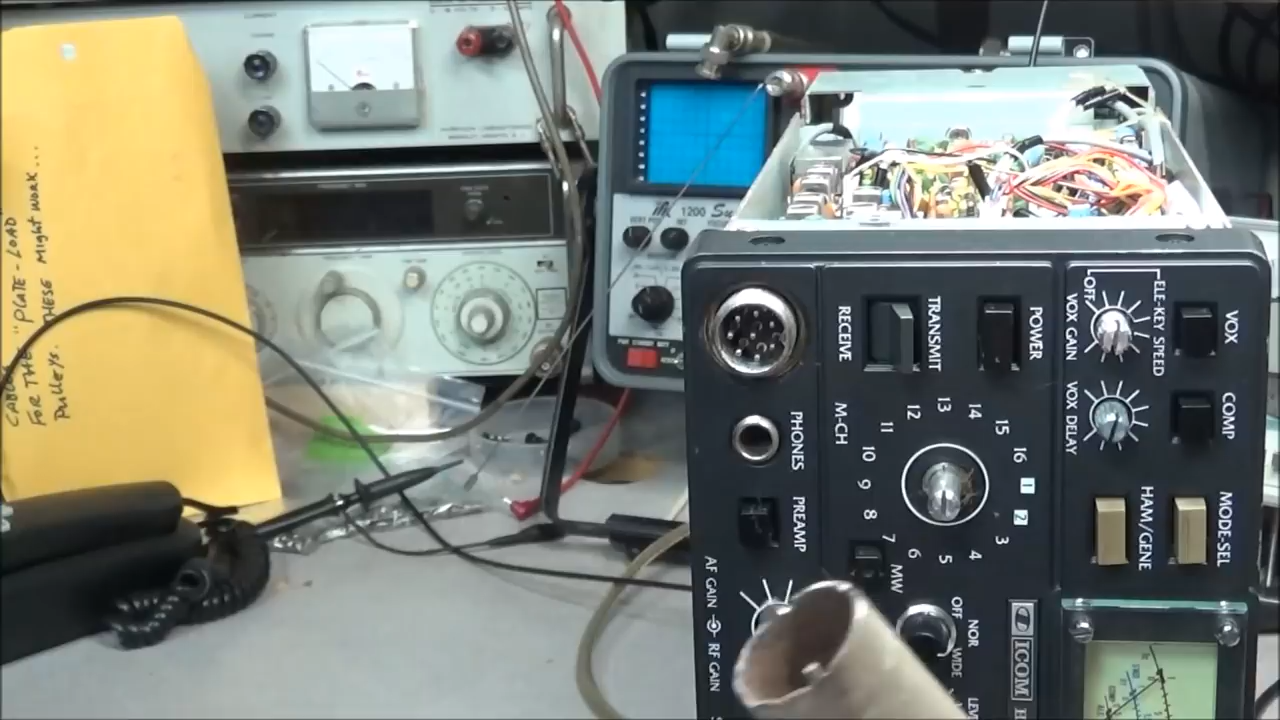 CABLE
"PLATE-LOAD
FOR THE
THESE Might WORK...
Pulleys.
1200
RECEIVE
TRANSMIT
POWER
OFF
VOX GAIN
ELE-KEY SPEED
VOX
PHONES
M-CH
VOX DELAY
COMP
PREAMP
1
2
3
4
5
6
7
8
9
10
11
12
13
14
15
16
HAM/GENE
MODE-SEL
MW
AF GAIN
RF GAIN
OFF
NOR
WIDE
ICOM